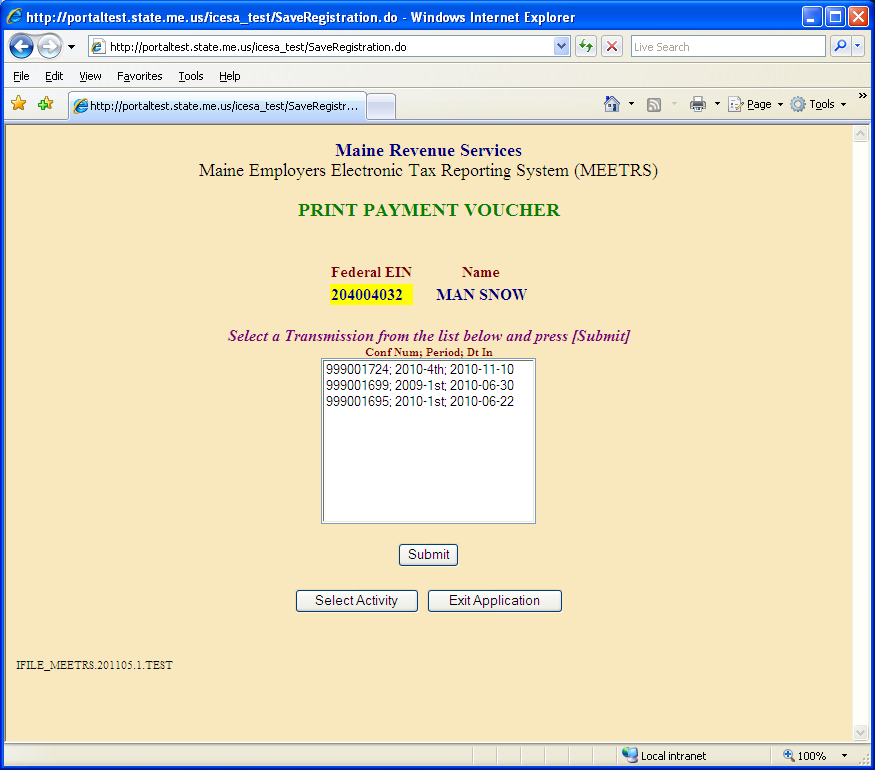 http://portaltest.state.me.us/icesa_test/SaveRegistration.do - Windows Internet Explorer
http://portaltest.state.me.us/icesa_test/SaveRegistration.do Live Search
File Edit View Favorites Tools Help
http://portaltest.state.me.us/icesa_test/SaveRegistr... Page Tools »
Maine Revenue Services
Maine Employers Electronic Tax Reporting System (MEETRS)
PRINT PAYMENT VOUCHER
Federal EIN Name
204004032 MAN SNOW
Select a Transmission from the list below and press [Submit]
Conf Num; Period; Dt In
999001724; 2010-4th; 2010-11-10
999001699; 2009-1st; 2010-06-30
999001695; 2010-1st; 2010-06-22
Submit
Select Activity Exit Application
IFILE_MEETRS.201105.1.TEST
Local intranet 100%